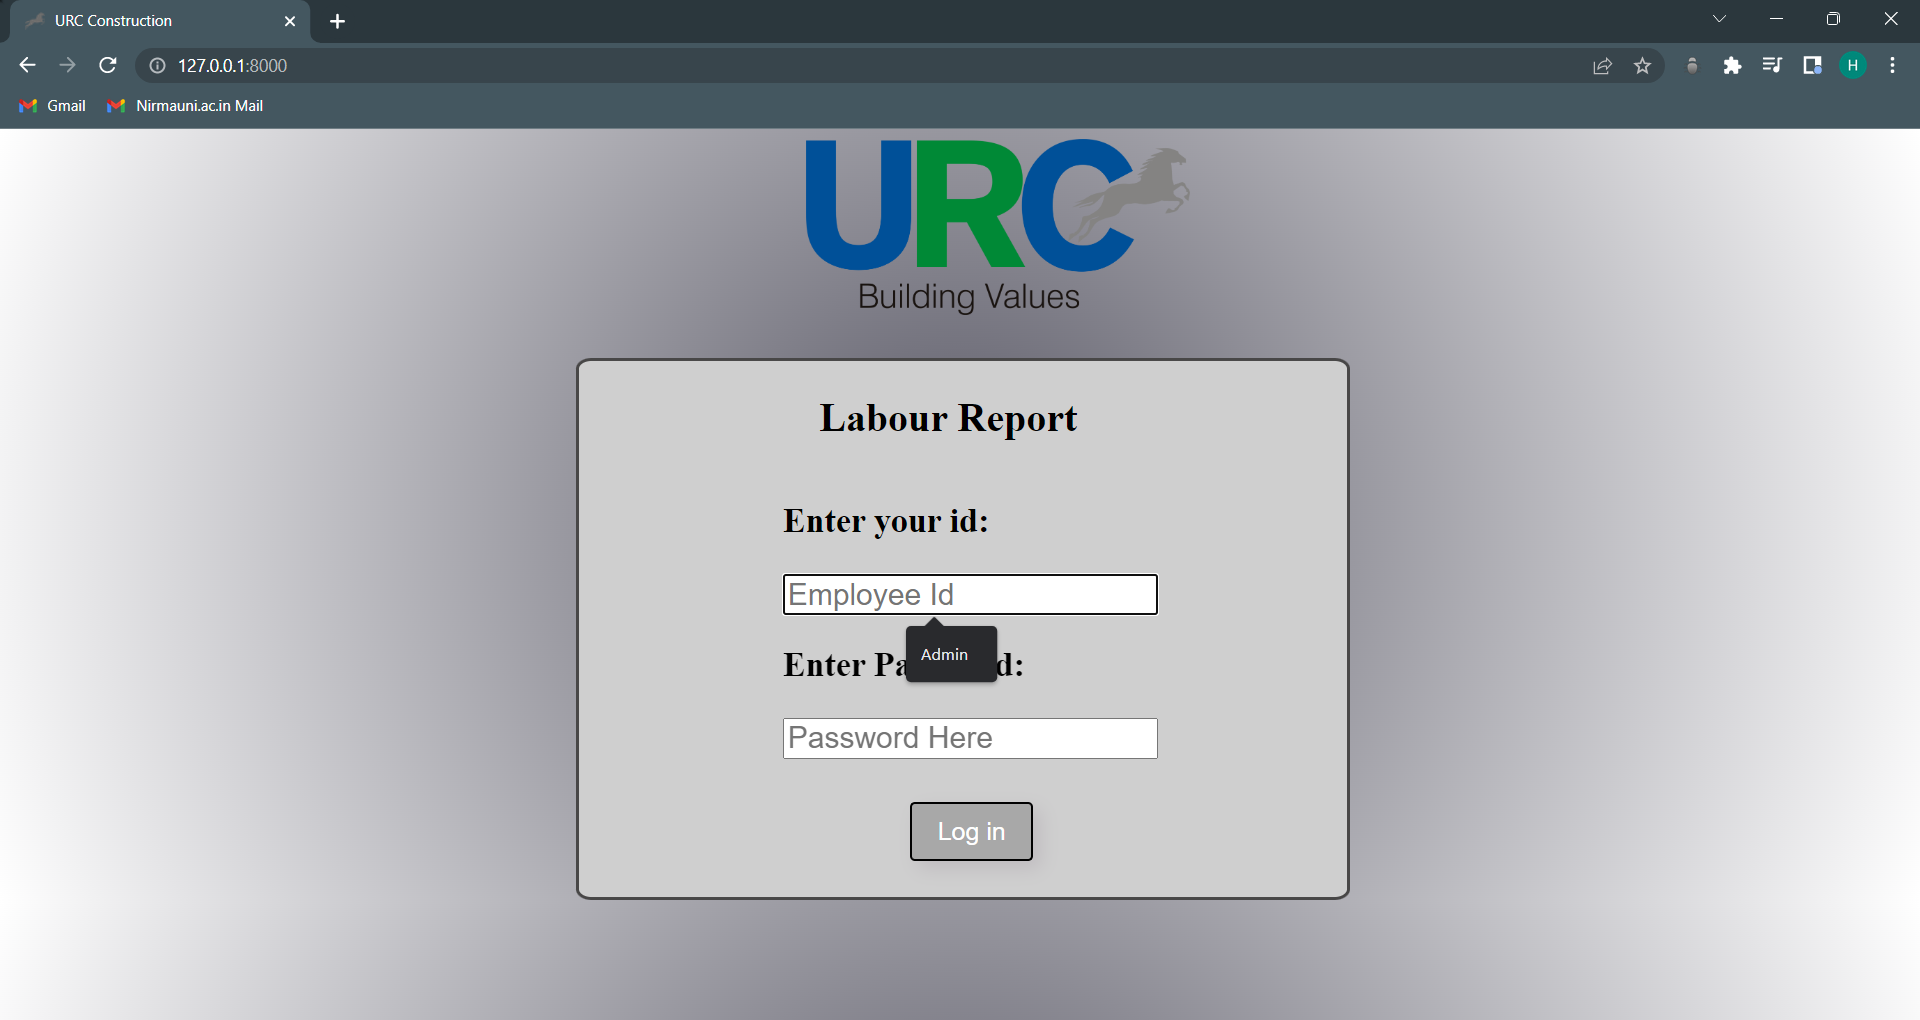 URC Construction
127.0.0.1:8000
H
Gmail
Nirmauni.ac.in Mail
URC
Building Values
Labour Report
Enter your id:
Employee Id
Admin
Enter Pa d:
Password Here
Log in